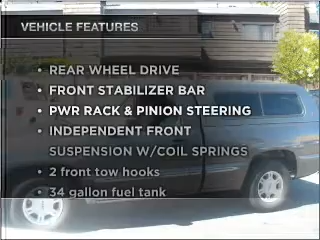 VEHICLE FEATURES
• REAR WHEEL DRIVE
• FRONT STABILIZER BAR
• PWR RACK & PINION STEERING
• INDEPENDENT FRONT
SUSPENSION W/COIL SPRINGS
• 2 front tow hooks
• 34 gallon fuel tank